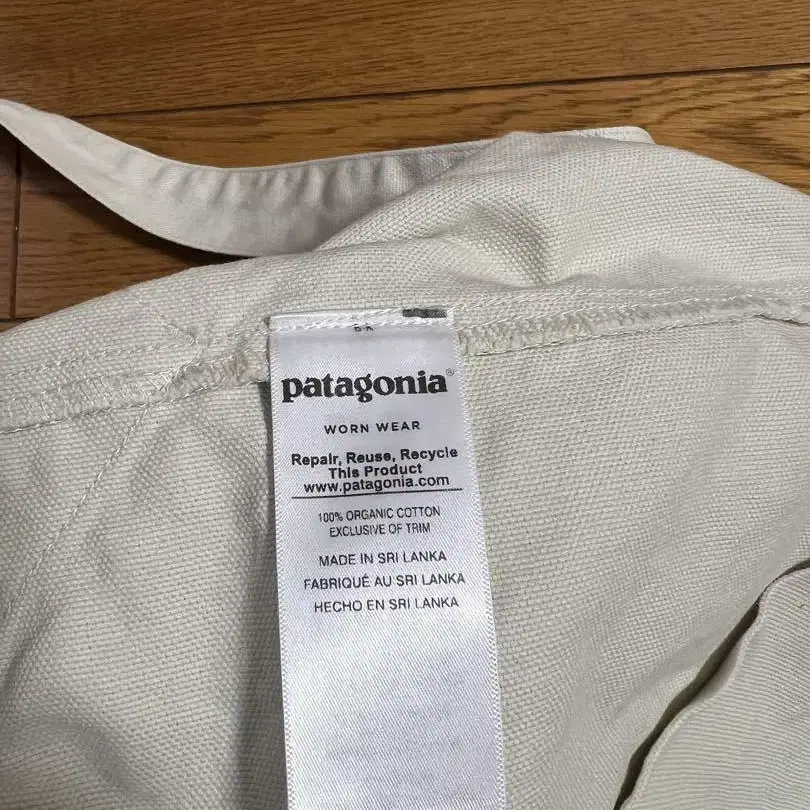 patagonia®
WORN WEAR
Repair, Reuse, Recycle
This Product
www.patagonia.com
100% ORGANIC COTTON
EXCLUSIVE OF TRIM
MADE IN SRI LANKA
FABRIQUÉ AU SRI LANKA
HECHO EN SRI LANKA